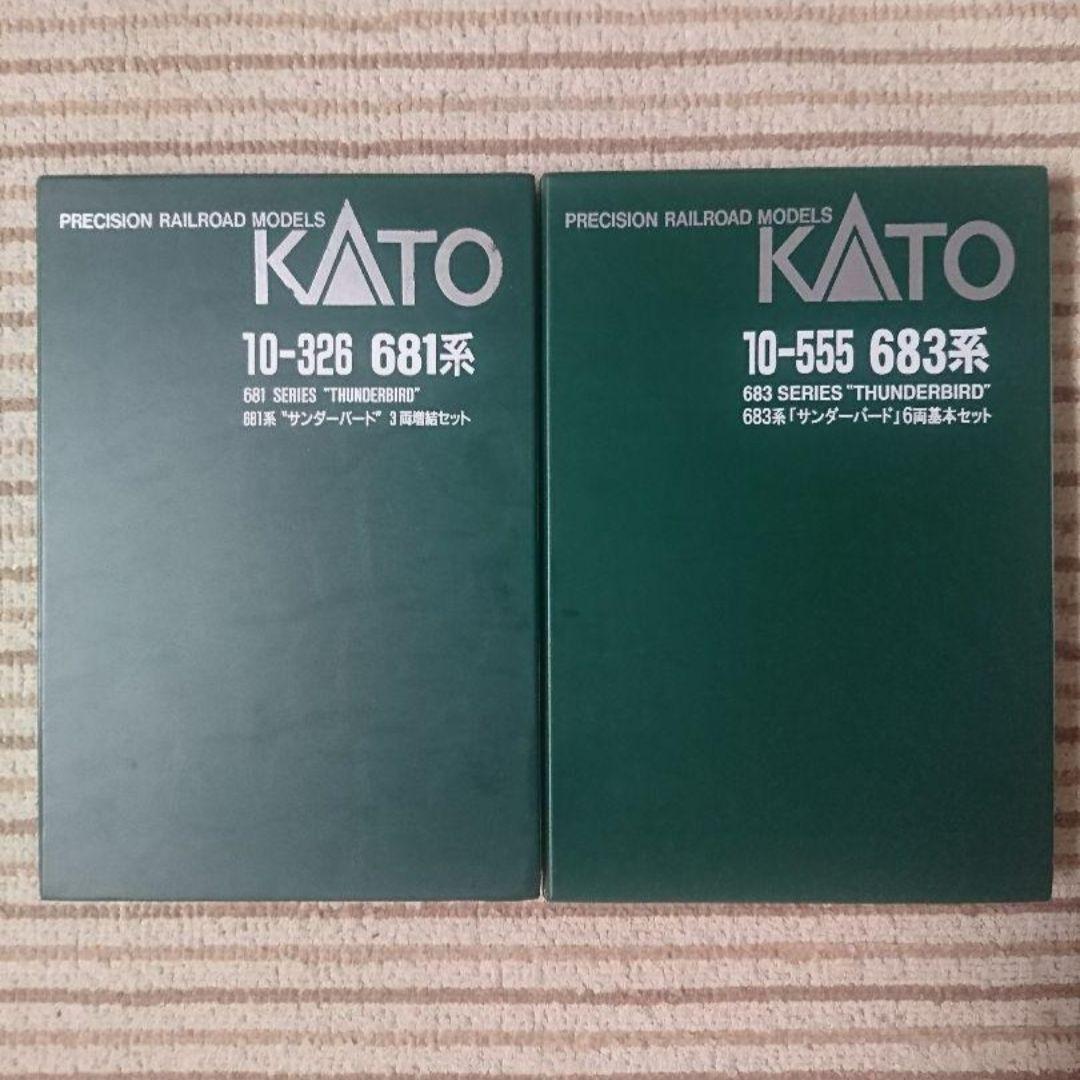 PRECISION RAILROAD MODELS
KATO
10-326 681系
681 SERIES "THUNDERBIRD"
681系 "サンダーバード" 3両増結セット
PRECISION RAILROAD MODELS
KATO
10-555 683系
683 SERIES "THUNDERBIRD"
683系「サンダーバード」6両基本セット